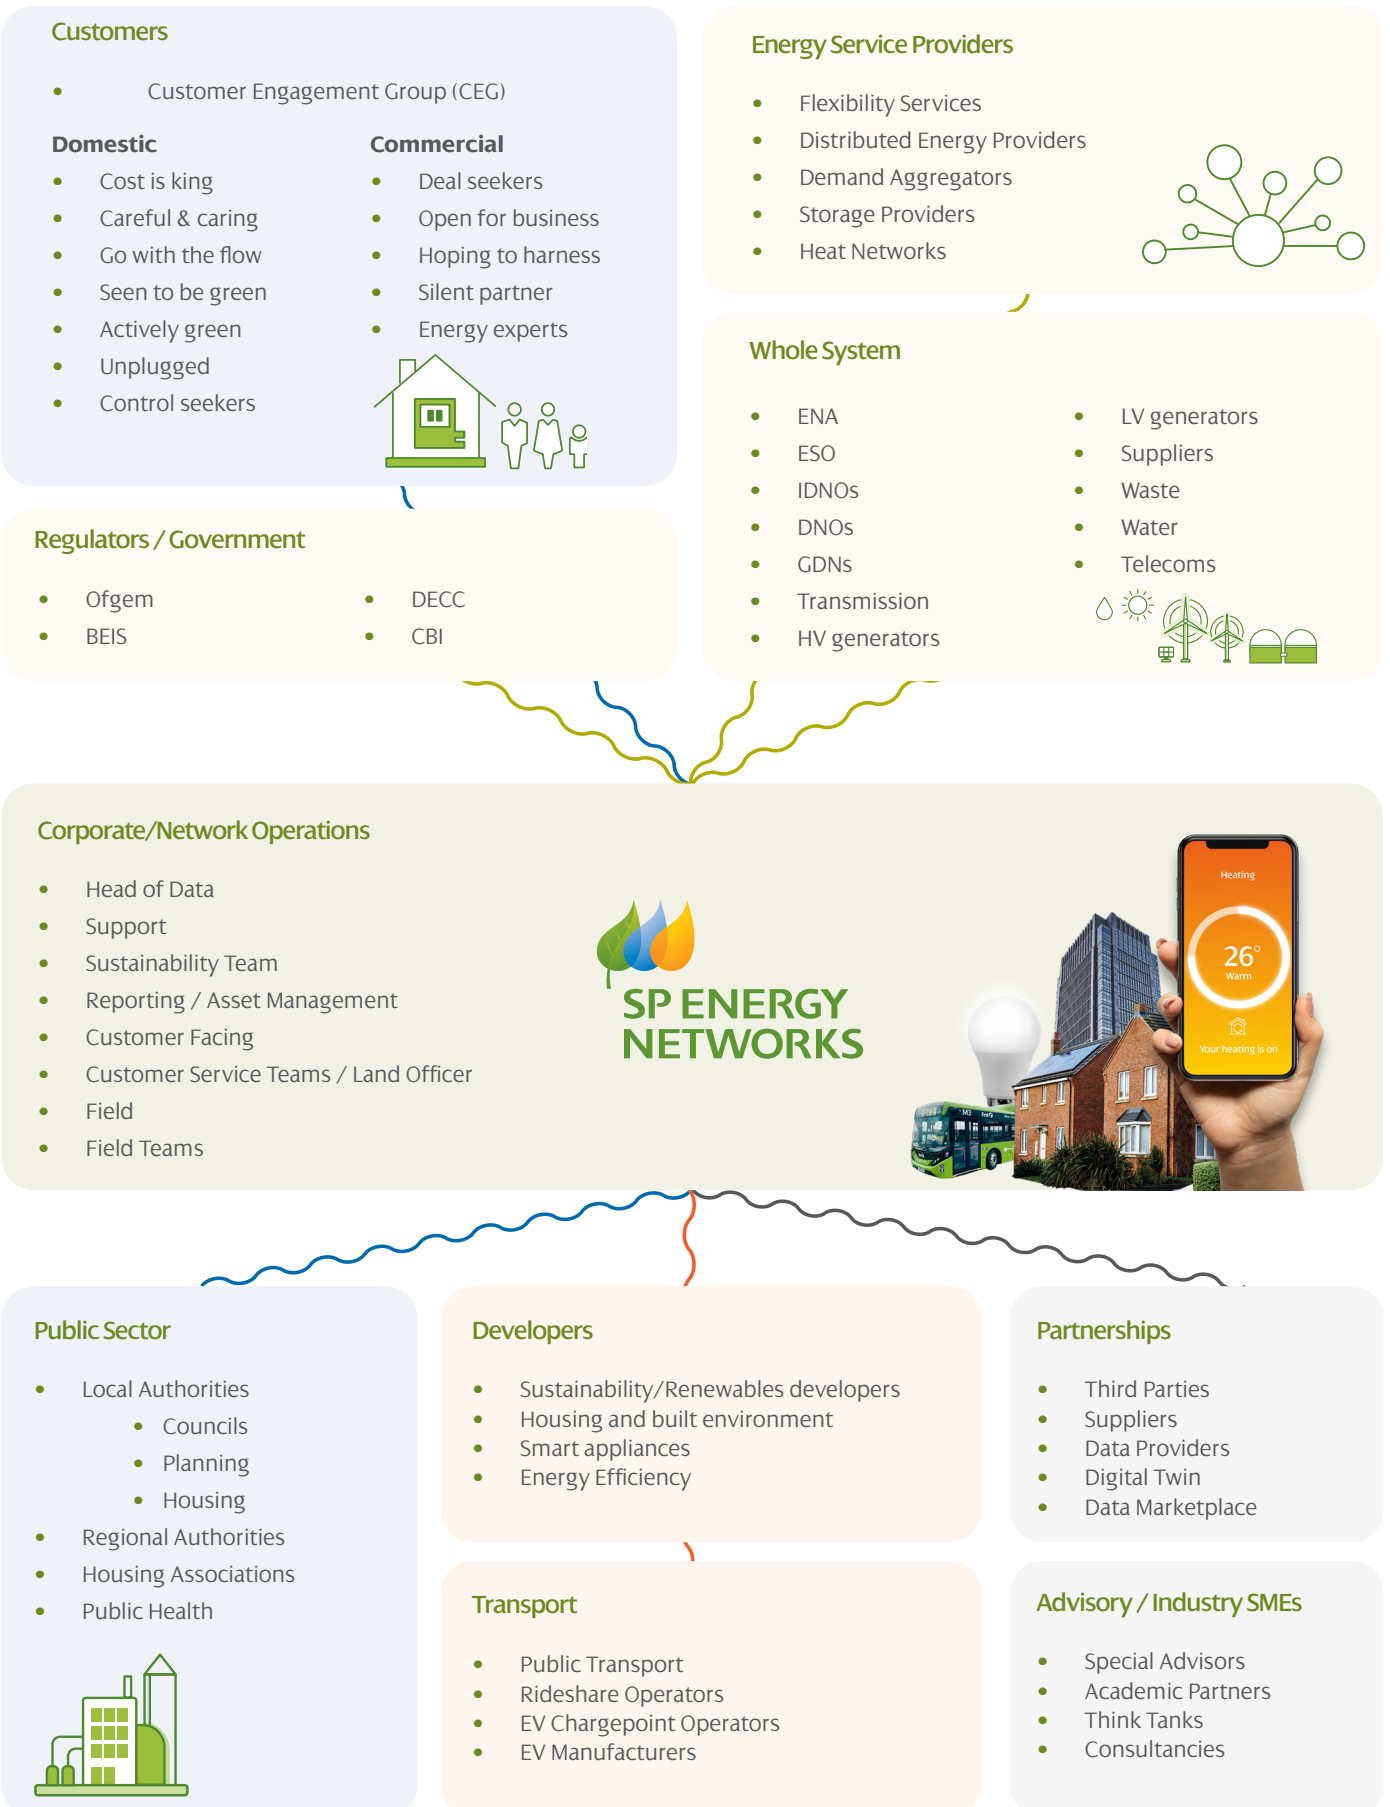 Customers
Customer Engagement Group (CEG)
Domestic
Cost is king
Careful & caring
Go with the flow
Seen to be green
Actively green
Unplugged
Control seekers
Commercial
Deal seekers
Open for business
Hoping to harness
Silent partner
Energy experts
Energy Service Providers
Flexibility Services
Distributed Energy Providers
Demand Aggregators
Storage Providers
Heat Networks
Regulators / Government
Ofgem
BEIS
DECC
CBI
Whole System
ENA
ESO
IDNOs
DNOs
GDNs
Transmission
HV generators
LV generators
Suppliers
Waste
Water
Telecoms
Corporate/Network Operations
Head of Data
Support
Sustainability Team
Reporting / Asset Management
Customer Facing
Customer Service Teams / Land Officer
Field
Field Teams
SP ENERGY
NETWORKS
Heating
26°
Warm
Your heating is on
M3 First
Public Sector
Local Authorities
Councils
Planning
Housing
Regional Authorities
Housing Associations
Public Health
Developers
Sustainability/Renewables developers
Housing and built environment
Smart appliances
Energy Efficiency
Transport
Public Transport
Rideshare Operators
EV Chargepoint Operators
EV Manufacturers
Partnerships
Third Parties
Suppliers
Data Providers
Digital Twin
Data Marketplace
Advisory / Industry SMEs
Special Advisors
Academic Partners
Think Tanks
Consultancies